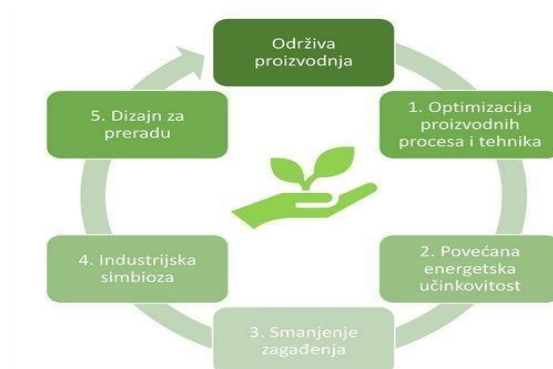 Održiva
proizvodnja
1. Optimizacija
proizvodnih
procesa i tehnika
2. Povećana
energetska
učinkovitost
3. Smanjenje
zagađenja
4. Industrijska
simbioza
5. Dizajn za
preradu